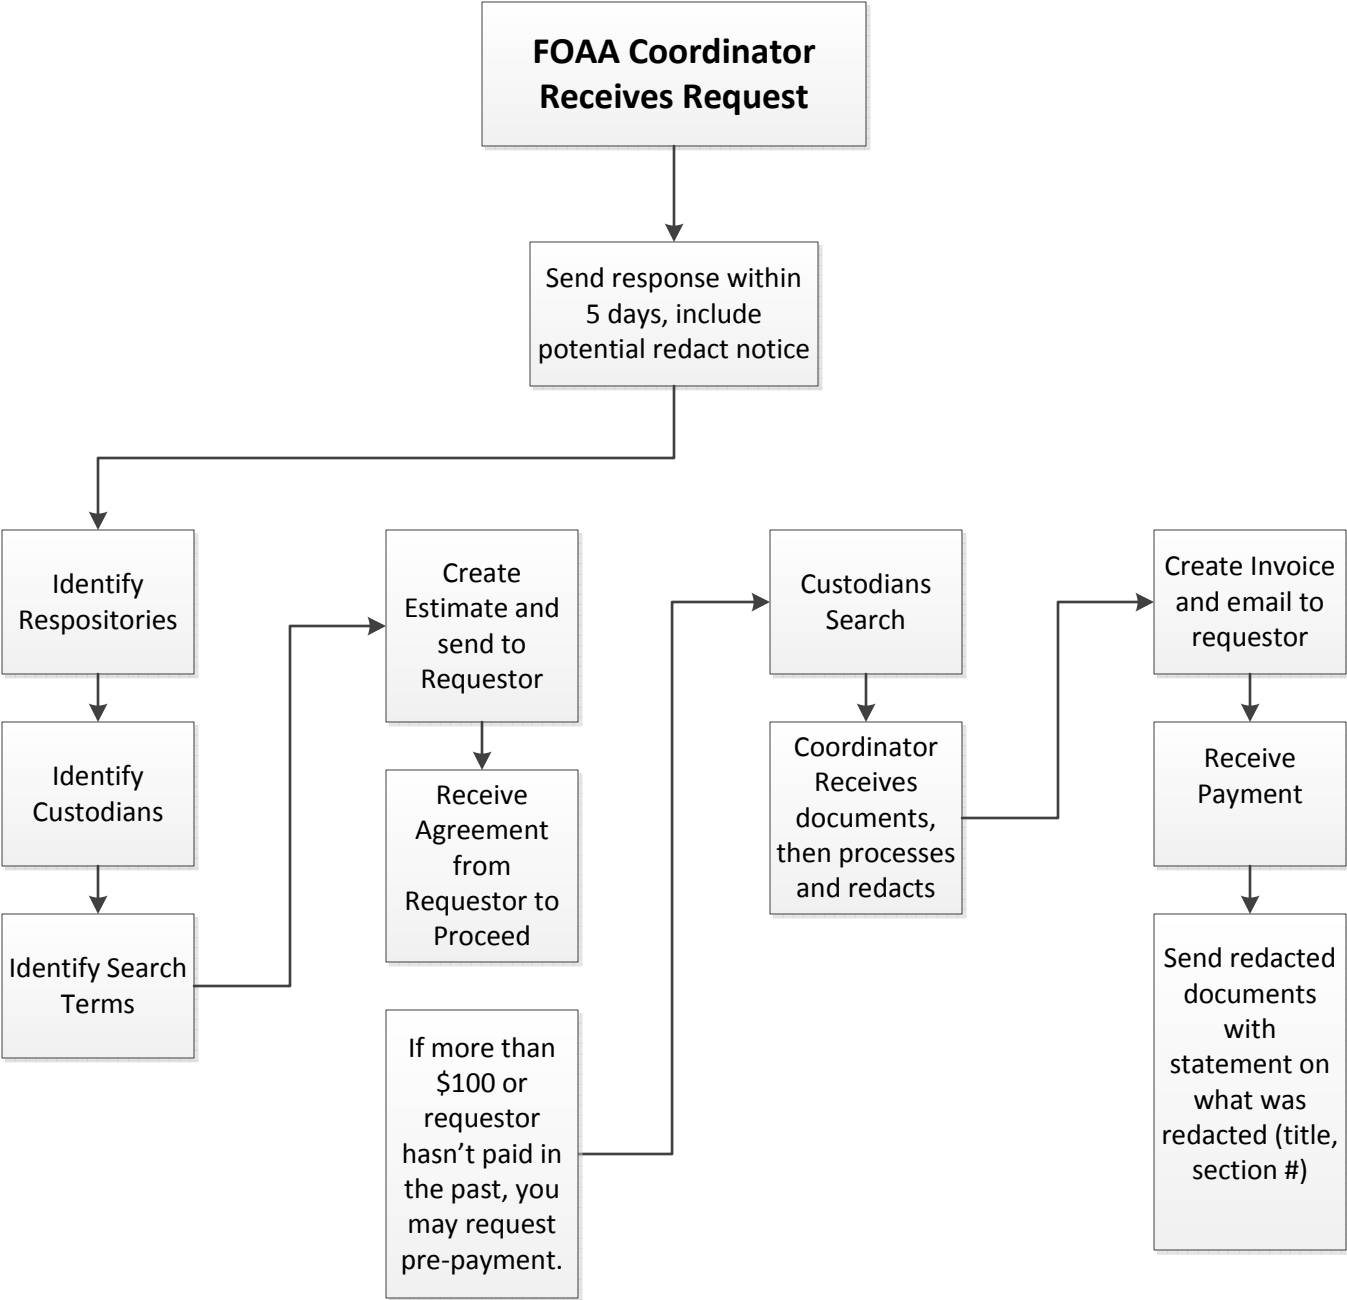 FOAA Coordinator
Receives Request
Send response within
5 days, include
potential redact notice
Identify
Respositories
Identify
Custodians
Identify Search
Terms
Create
Estimate and
send to
Requestor
Receive
Agreement
from
Requestor to
Proceed
If more than
$100 or
requestor
hasn’t paid in
the past, you
may request
pre-payment.
Custodians
Search
Coordinator
Receives
documents,
then processes
and redacts
Create Invoice
and email to
requestor
Receive
Payment
Send redacted
documents
with
statement on
what was
redacted (title,
section #)